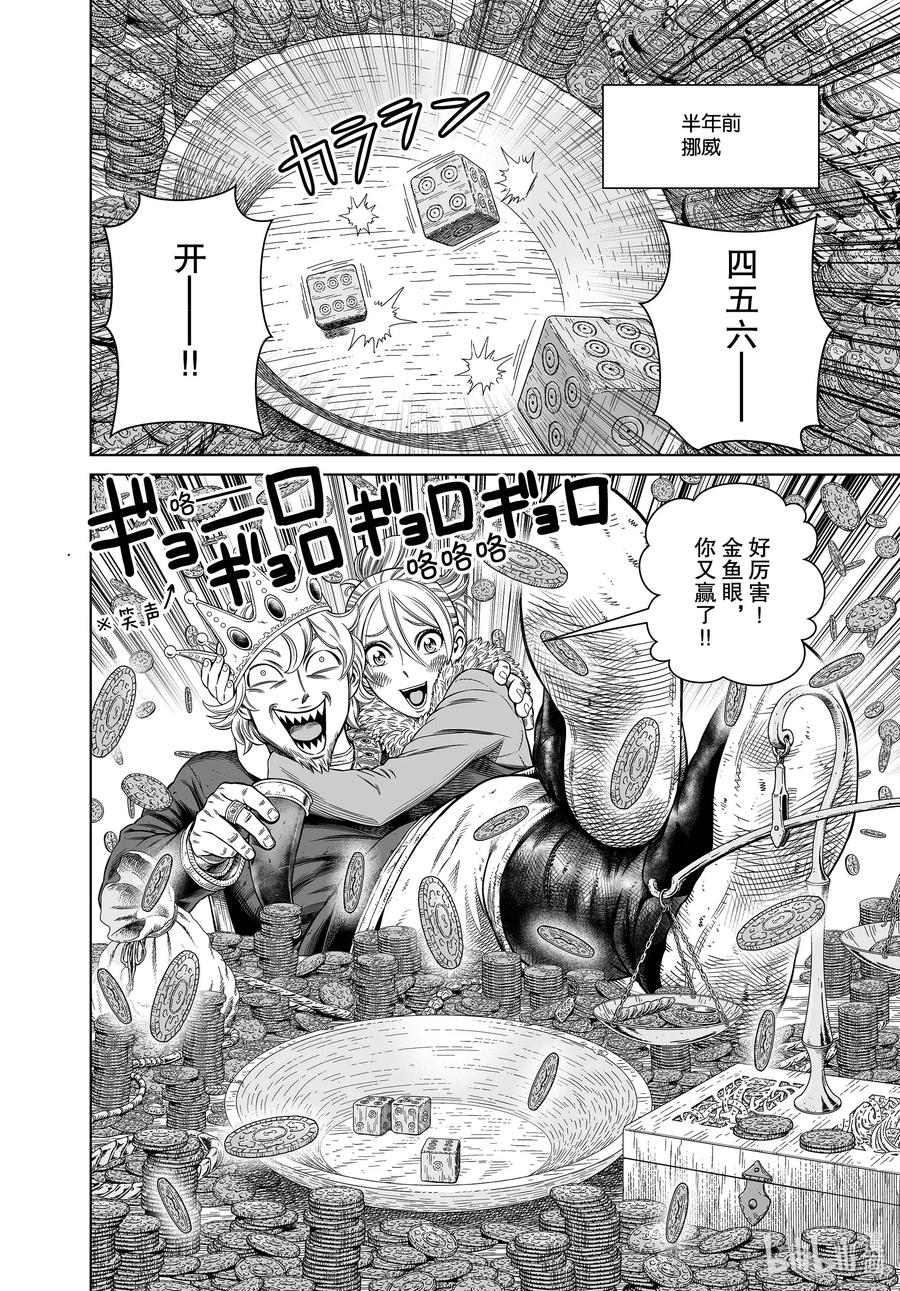 半年前
挪威
カララン
四五六——
开——!!
好厉害！
金鱼眼，
你又赢了!!
ギョロ
ギョロ
ギョーロ
ギョロ
咯咯咯
咯
※笑声
bilibili